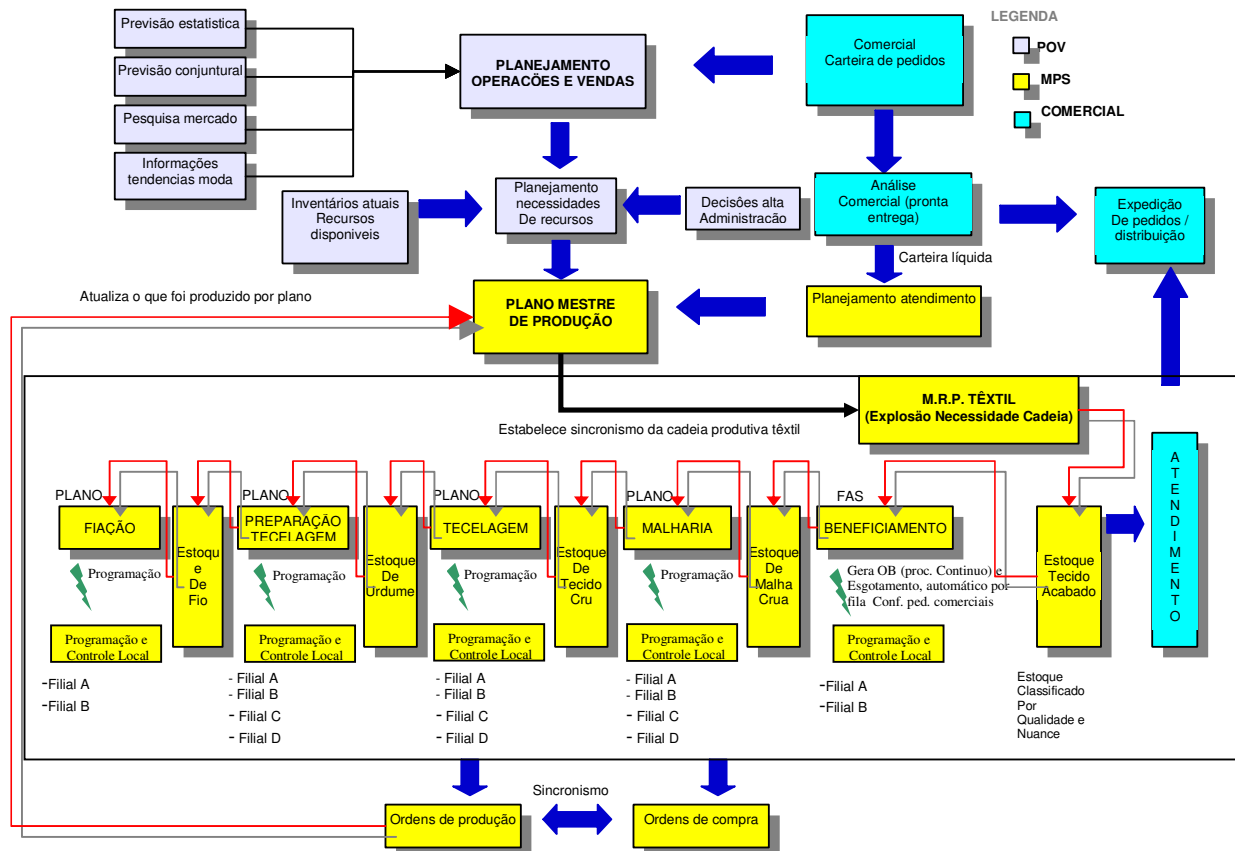 LEGENDA
POV
MPS
COMERCIAL
Previsão estatistica
Previsão conjuntural
Pesquisa mercado
Informações
tendencias moda
PLANEJAMENTO
OPERACÕES E VENDAS
Comercial
Carteira de pedidos
Inventários atuais
Recursos
disponiveis
Planejamento
necessidades
De recursos
Decisões alta
Administracão
Análise
Comercial (pronta
entrega)
Expedição
De pedidos /
distribuição
Carteira líquida
Atualiza o que foi produzido por plano
PLANO MESTRE
DE PRODUÇÃO
Planejamento atendimento
M.R.P. TÊXTIL
(Explosão Necessidade Cadeia)
Estabelece sincronismo da cadeia produtiva têxtil
PLANO
FIAÇÃO
Programação
Programação e
Controle Local
-Filial A
-Filial B
Estoqu
e De
Fio
PLANO
PREPARAÇÃO
TECELAGEM
Programação
Programação e
Controle Local
- Filial A
- Filial B
- Filial C
- Filial D
Estoque
De
Urdume
PLANO
TECELAGEM
Programação
Programação e
Controle Local
- Filial A
- Filial B
- Filial C
- Filial D
Estoque
De
Tecido
Cru
PLANO
MALHARIA
Programação
Programação e
Controle Local
- Filial A
- Filial B
- Filial C
- Filial D
Estoque
De
Malha
Crua
FAS
BENEFICIAMENTO
Gera OB (proc. Continuo) e
Esgotamento, automático por
fila Conf. ped. comerciais
Programação e
Controle Local
-Filial A
-Filial B
Estoque
Tecido
Acabado
Estoque
Classificado
Por
Qualidade e
Nuance
ATENDIMENTO
Ordens de produção
Sincronismo
Ordens de compra